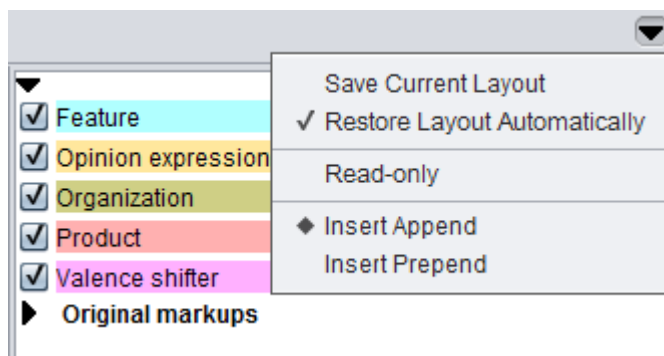 Save Current Layout
Restore Layout Automatically
Read-only
Insert Append
Insert Prepend
Feature
Opinion expression
Organization
Product
Valence shifter
Original markups